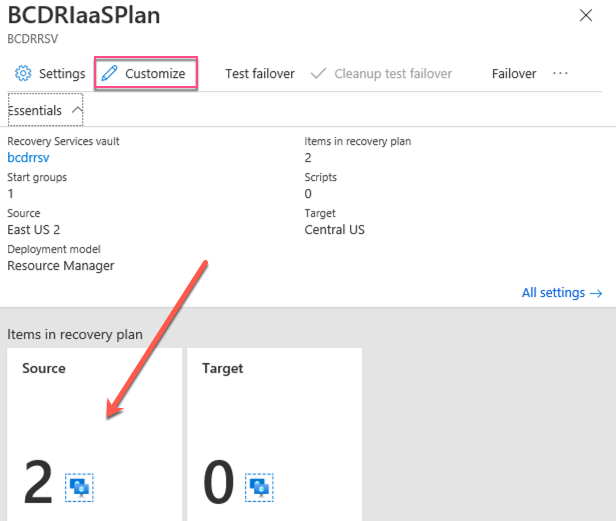 BCDRIaaSPlan
BCDRRSV
Settings Customize Test failover Cleanup test failover Failover ...
Essentials
Recovery Services vault Items in recovery plan
bcdrrsv 2
Start groups Scripts
1 0
Source Target
East US 2 Central US
Deployment model
Resource Manager
All settings →
Items in recovery plan
Source Target
2 0